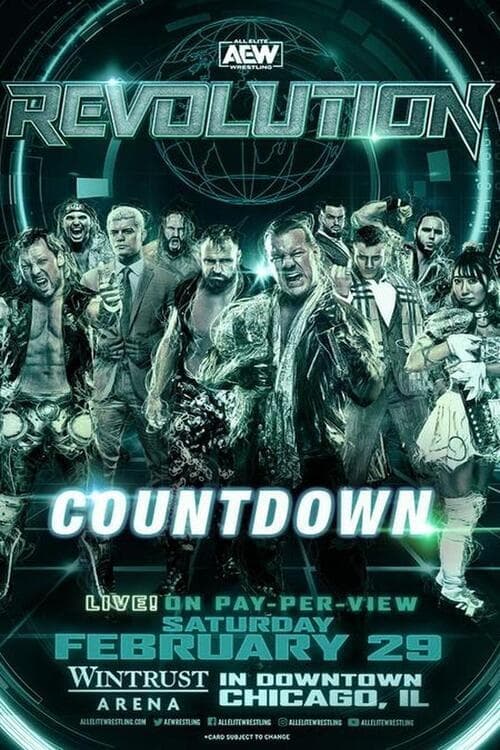 ALL ELITE
AEW
WRESTLING
REVOLUTION
COUNTDOWN
LIVE! ON PAY-PER-VIEW
SATURDAY
FEBRUARY 29
WINTRUST
ARENA
IN DOWNTOWN
CHICAGO, IL
ALLELITEWRESTLING.COM AEWRESTLING ALLELITEWRESTLING ALLELITEWRESTLING ALLELITEWRESTLING
*CARD SUBJECT TO CHANGE